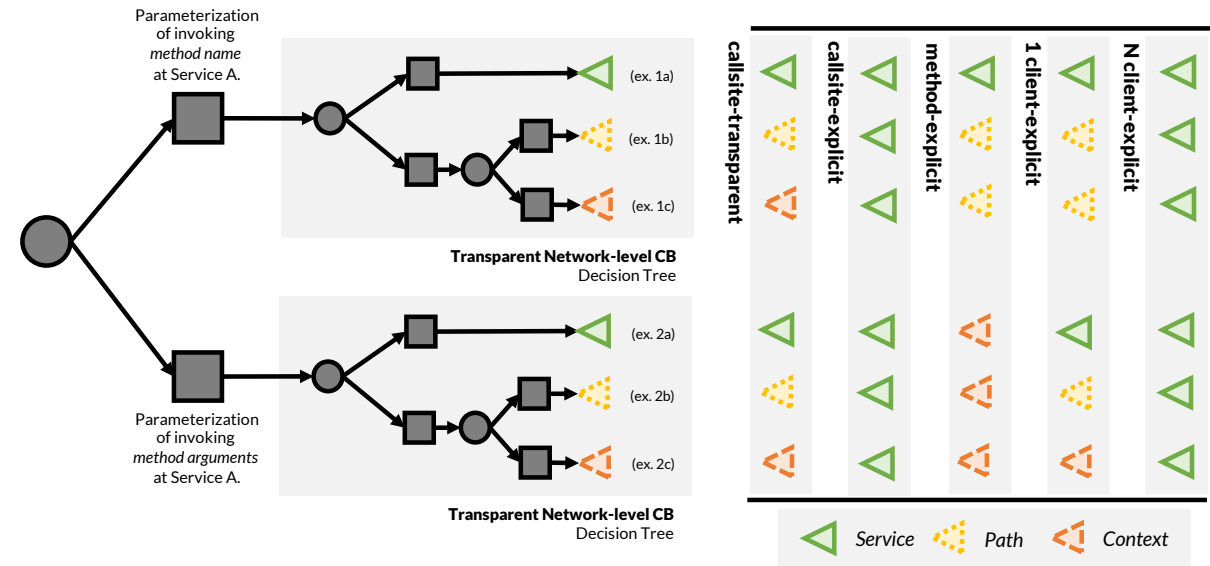 Parameterization
of invoking
method name
at Service A.
(ex. 1a)
(ex. 1b)
(ex. 1c)
Transparent Network-level CB
Decision Tree
(ex. 2a)
(ex. 2b)
(ex. 2c)
Parameterization
of invoking
method arguments
at Service A.
Transparent Network-level CB
Decision Tree
callsite-transparent
callsite-explicit
method-explicit
1 client-explicit
N client-explicit
Service
Path
Context